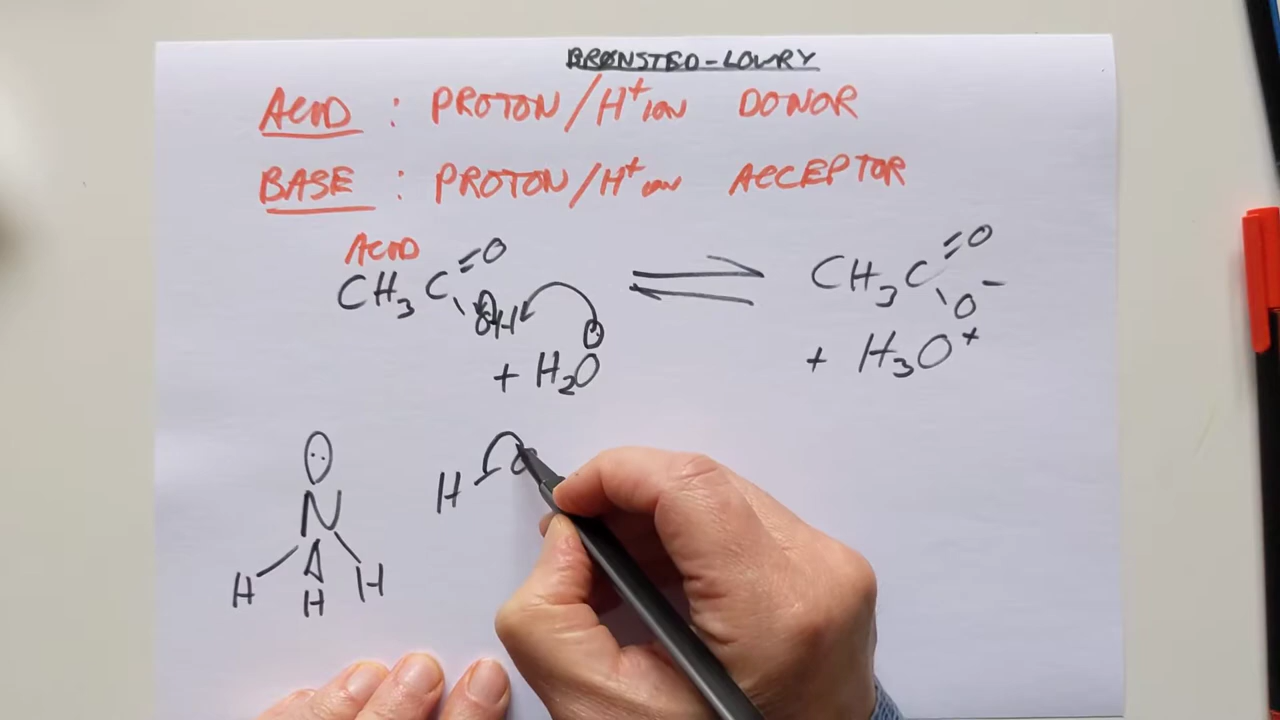 BRØNSTED-LOWRY
ACID : PROTON/H⁺ ion DONOR
BASE : PROTON/H⁺ ion ACCEPTOR
ACID
CH₃C=O OH ⇌ CH₃C=O O⁻
+ H₂O + H₃O⁺
N H
H H H